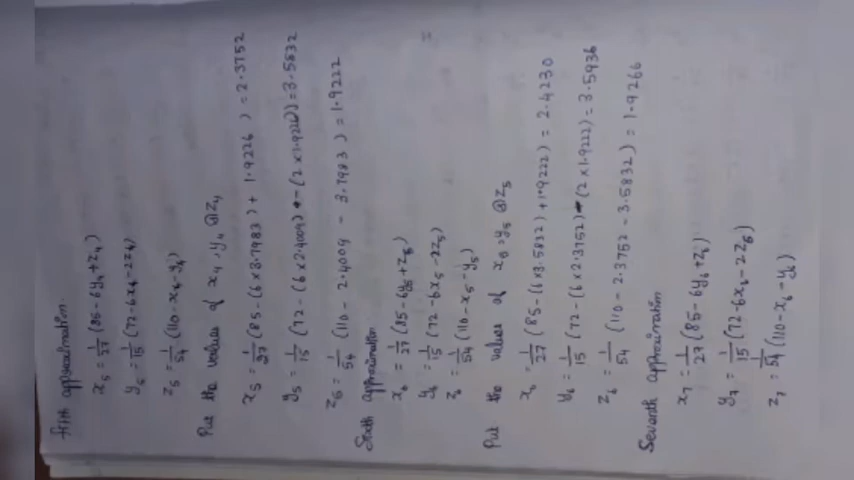 fifth approximation
x5 = 1/27 (85-6y4+z4)
y5 = 1/15 (72-6x4-2z4)
z5 = 1/54 (110-x4-y4)
Put the values of x4, y4 @ z4
x5 = 1/27 (85-(6×3.7983)+ 1.9226 ) = 2.3752
y5 = 1/15 (72-(6×2.4009) - (2×1.9226)) = 3.5832
z5 = 1/54 (110 - 2.4009 - 3.7983 ) = 1.9222
Sixth approximation
x6 = 1/27 (85-6y5+z5)
y6 = 1/15 (72-6x5-2z5)
z6 = 1/54 (110-x5-y5)
Put the values of x5, y5 @ z5
x6 = 1/27 (85-(6×3.5832)+1.9222) = 2.4230
y6 = 1/15 (72-(6×2.3752) - (2×1.9222) = 3.5936
z6 = 1/54 (110-2.3752-3.5832) = 1.9266
Seventh approximation
x7 = 1/27 (85-6y6+z6)
y7 = 1/15 (72-6x6-2z6)
z7 = 1/54 (110-x6-y6)